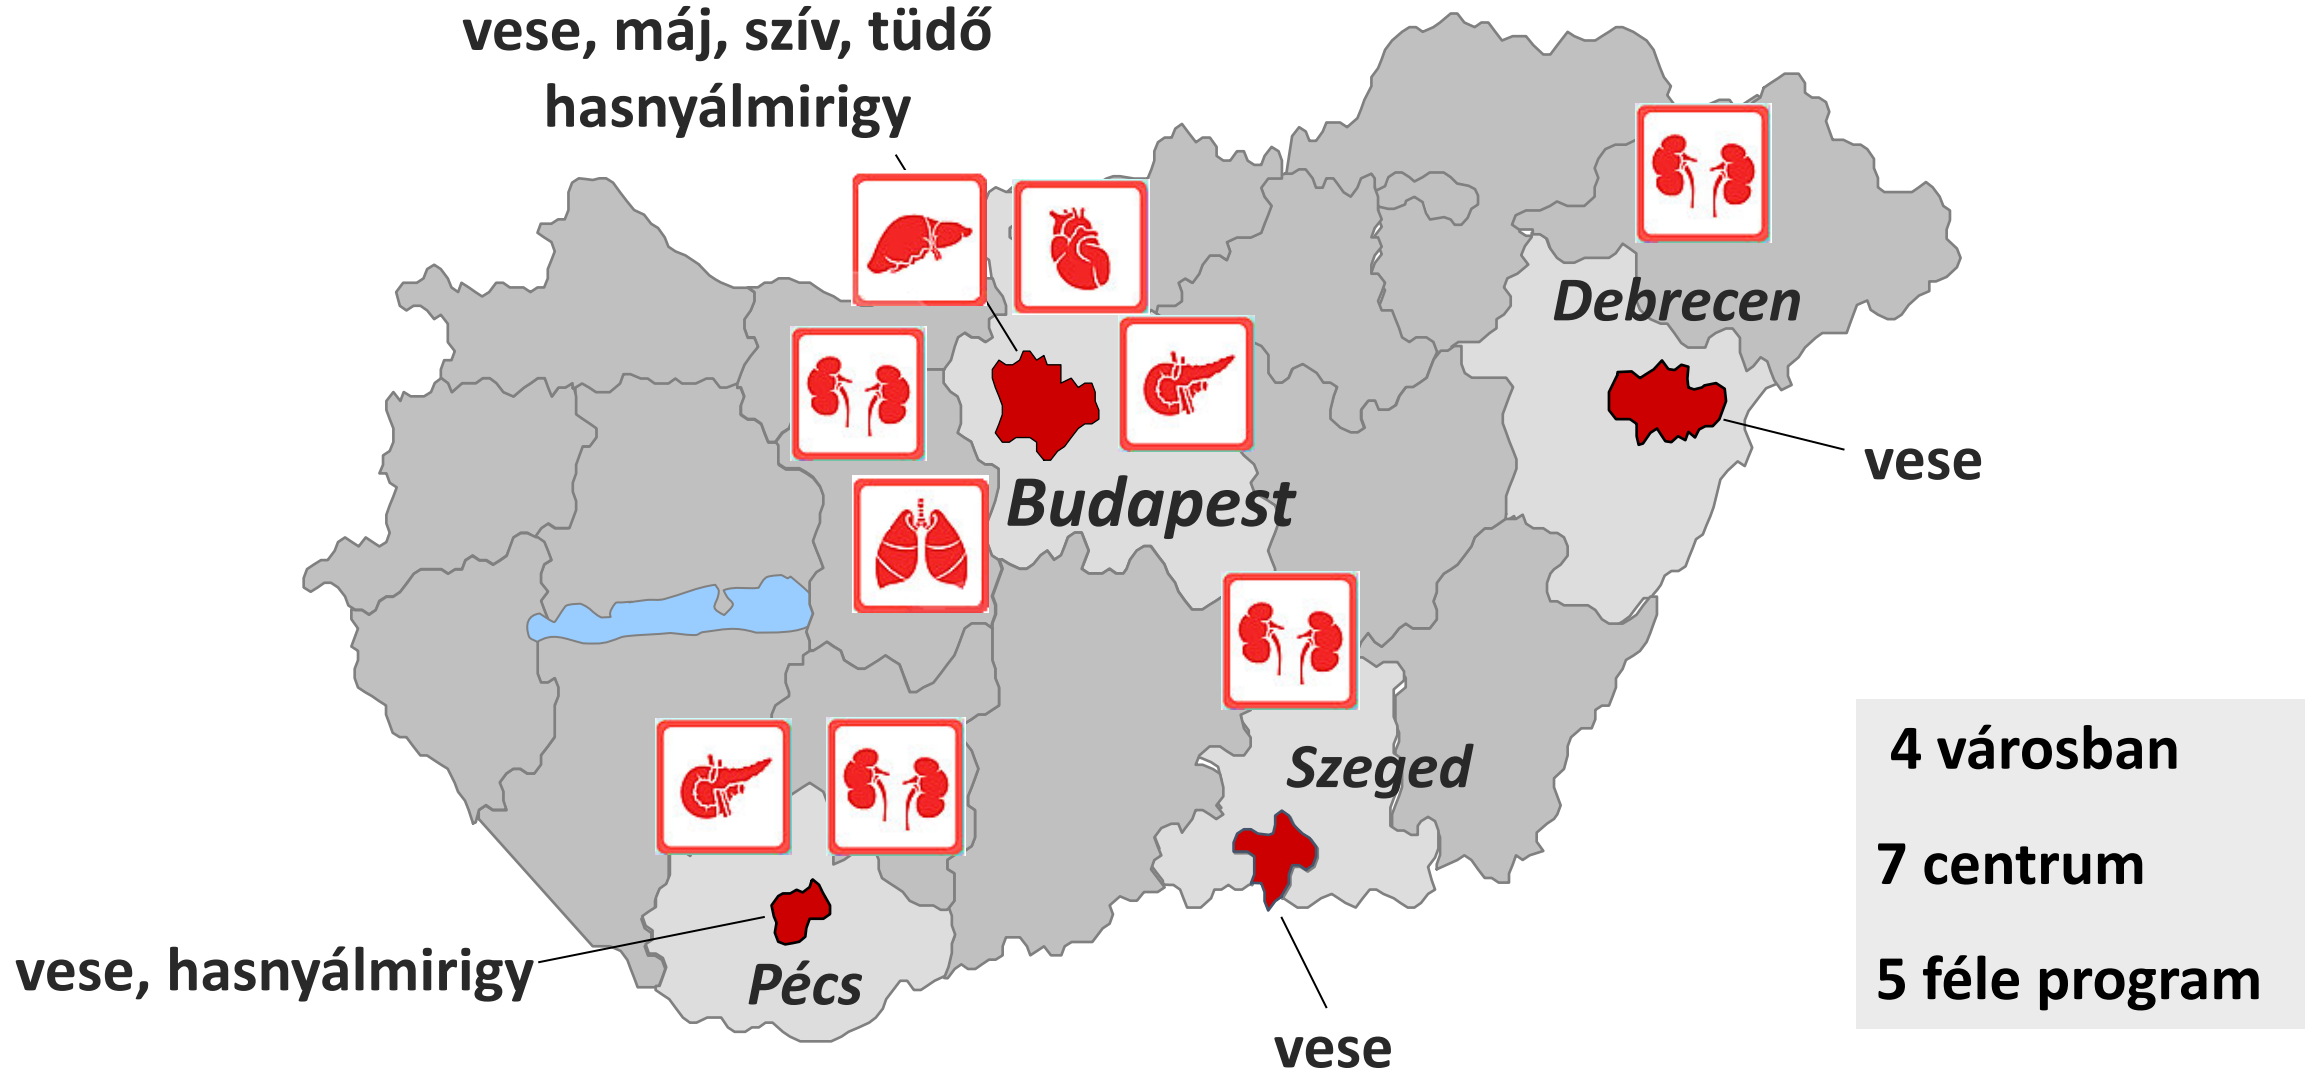 vese, máj, szív, tüdő
hasnyálmirigy
Debrecen
vese
Budapest
Szeged
vese
vese, hasnyálmirigy
Pécs
4 városban
7 centrum
5 féle program